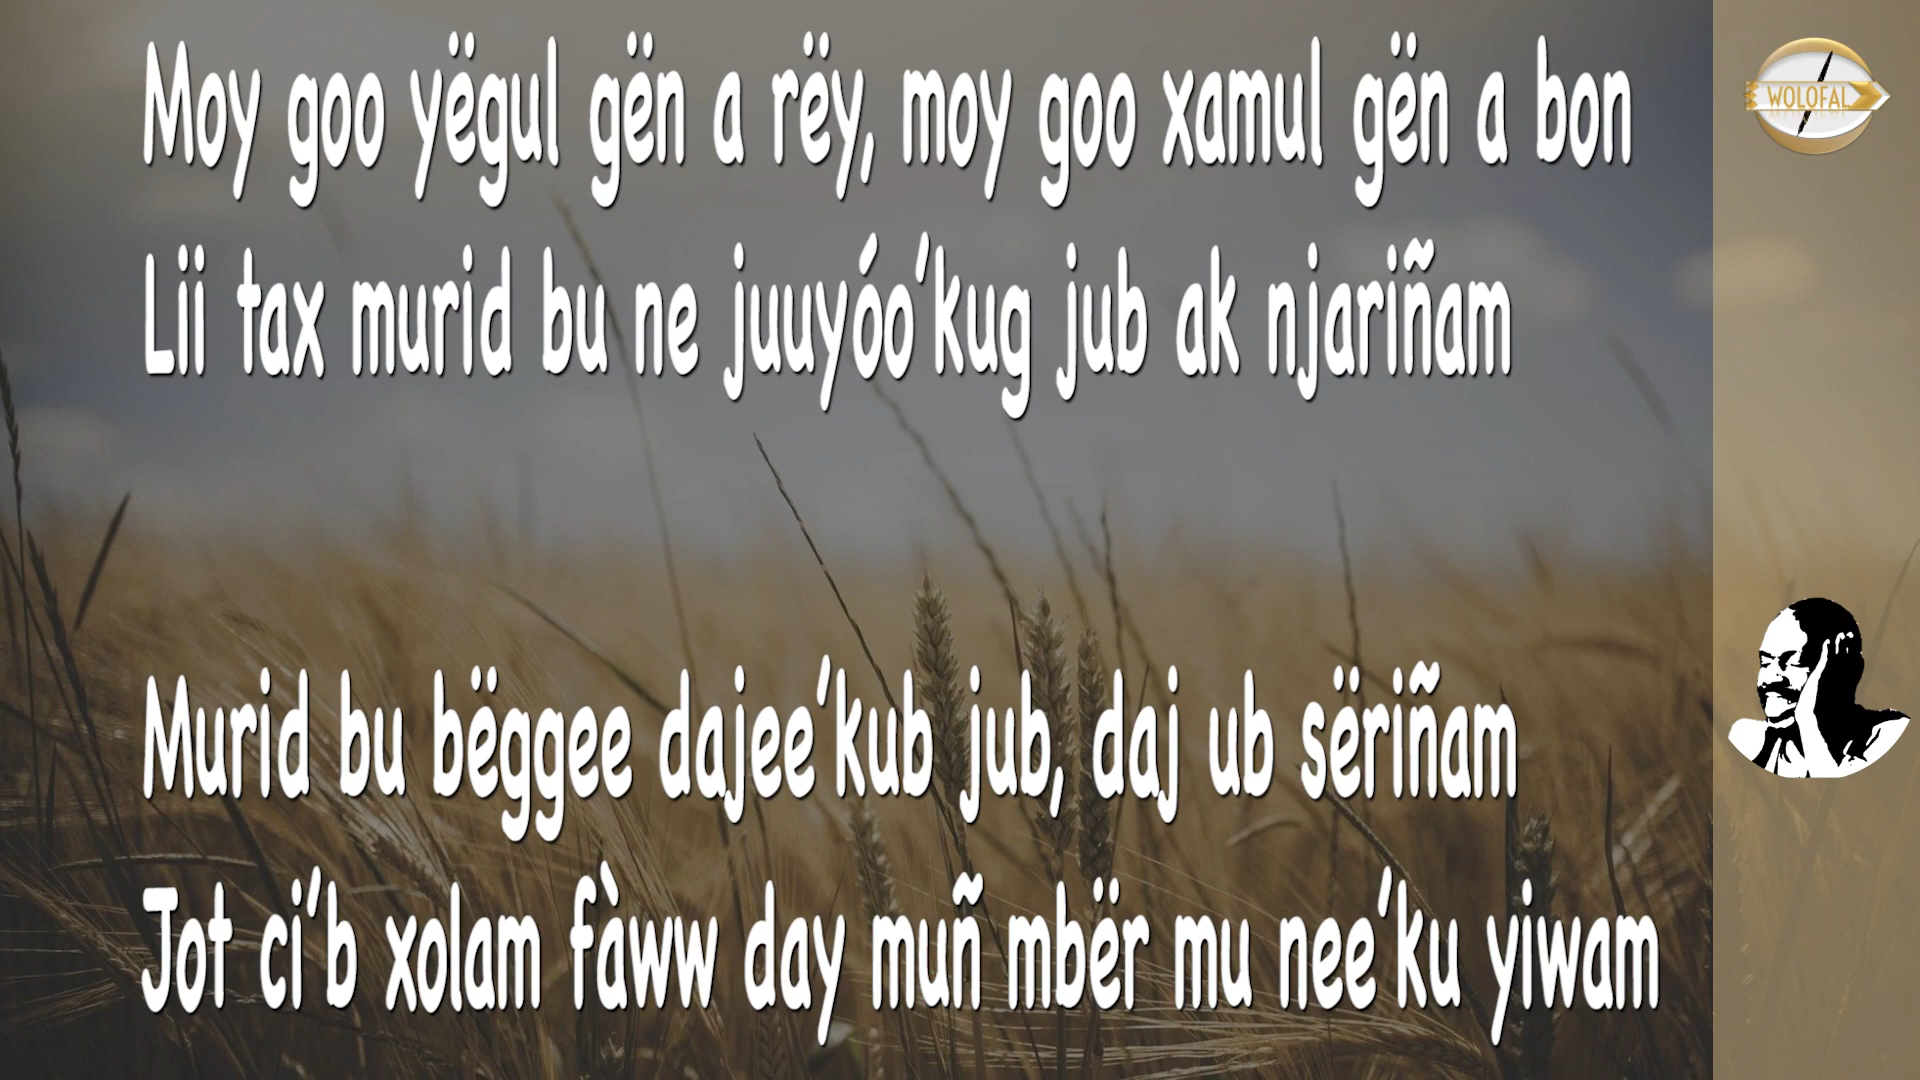 Moy goo yëgul gën a rëy, moy goo xamul gën a bon
WOLOFAL
Lii tax murid bu ne juuyóo'kug jub ak njariñam
Murid bu bëggee dajee'kub jub, daj ub sëriñam
Jot ci'b xolam fàww day muñ mbër mu nee'ku yiwam